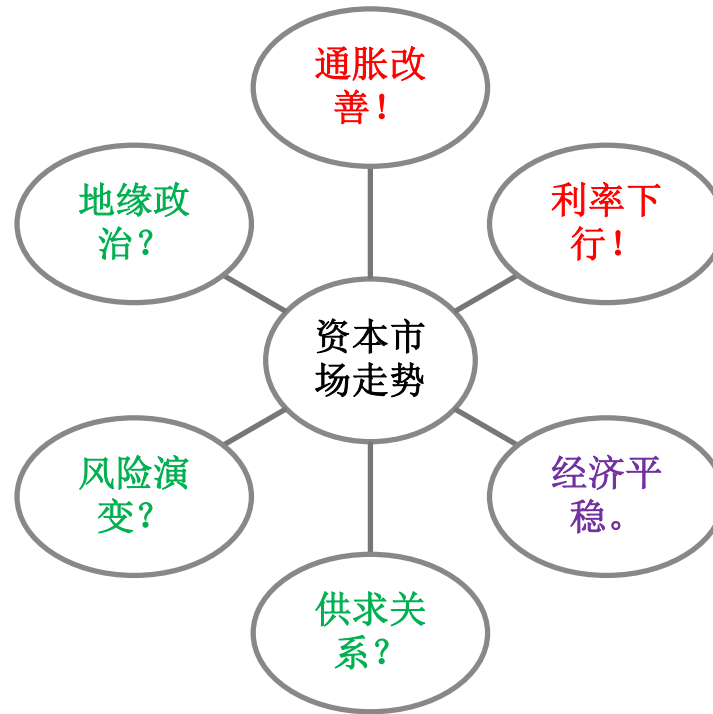 通胀改
善！
地缘政
治？
利率下
行！
资本市
场走势
风险演
变？
经济平
稳。
供求关
系？